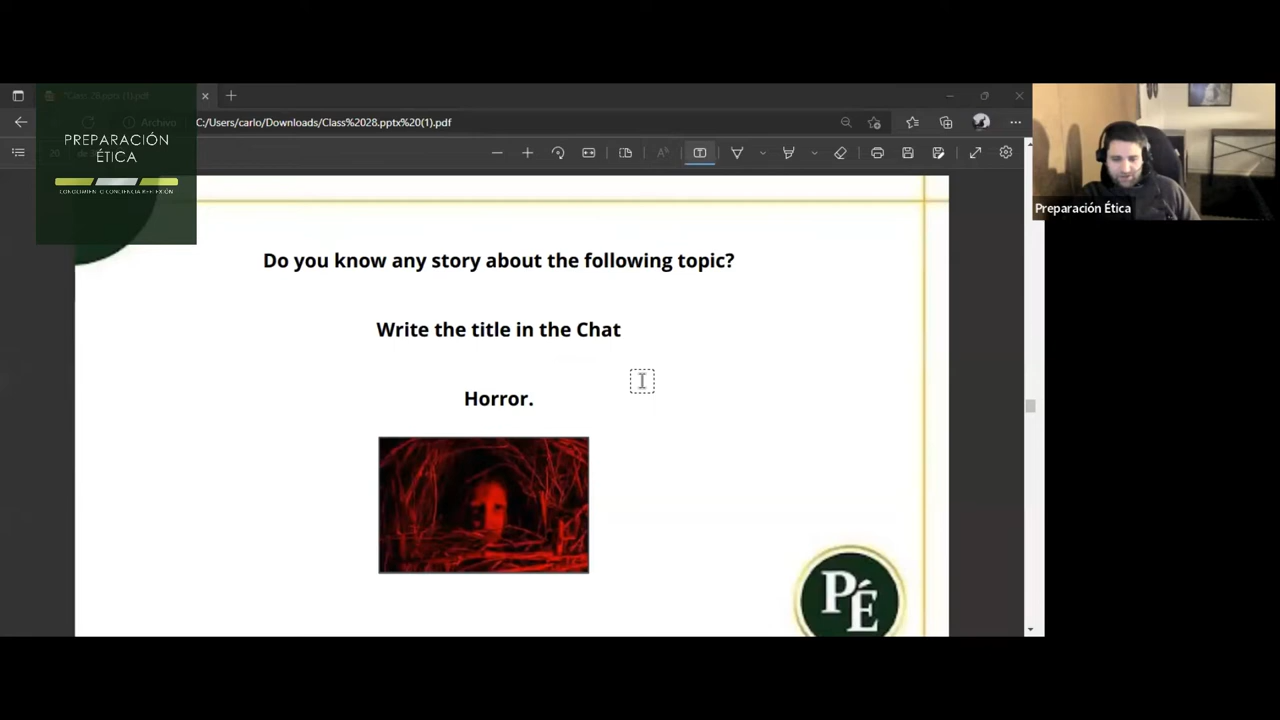 C:/Users/carlo/Downloads/Class%2028.pptx%20(1).pdf
PREPARACIÓN
ÉTICA
Do you know any story about the following topic?
Write the title in the Chat
Horror.
PÉ
Preparación Ética